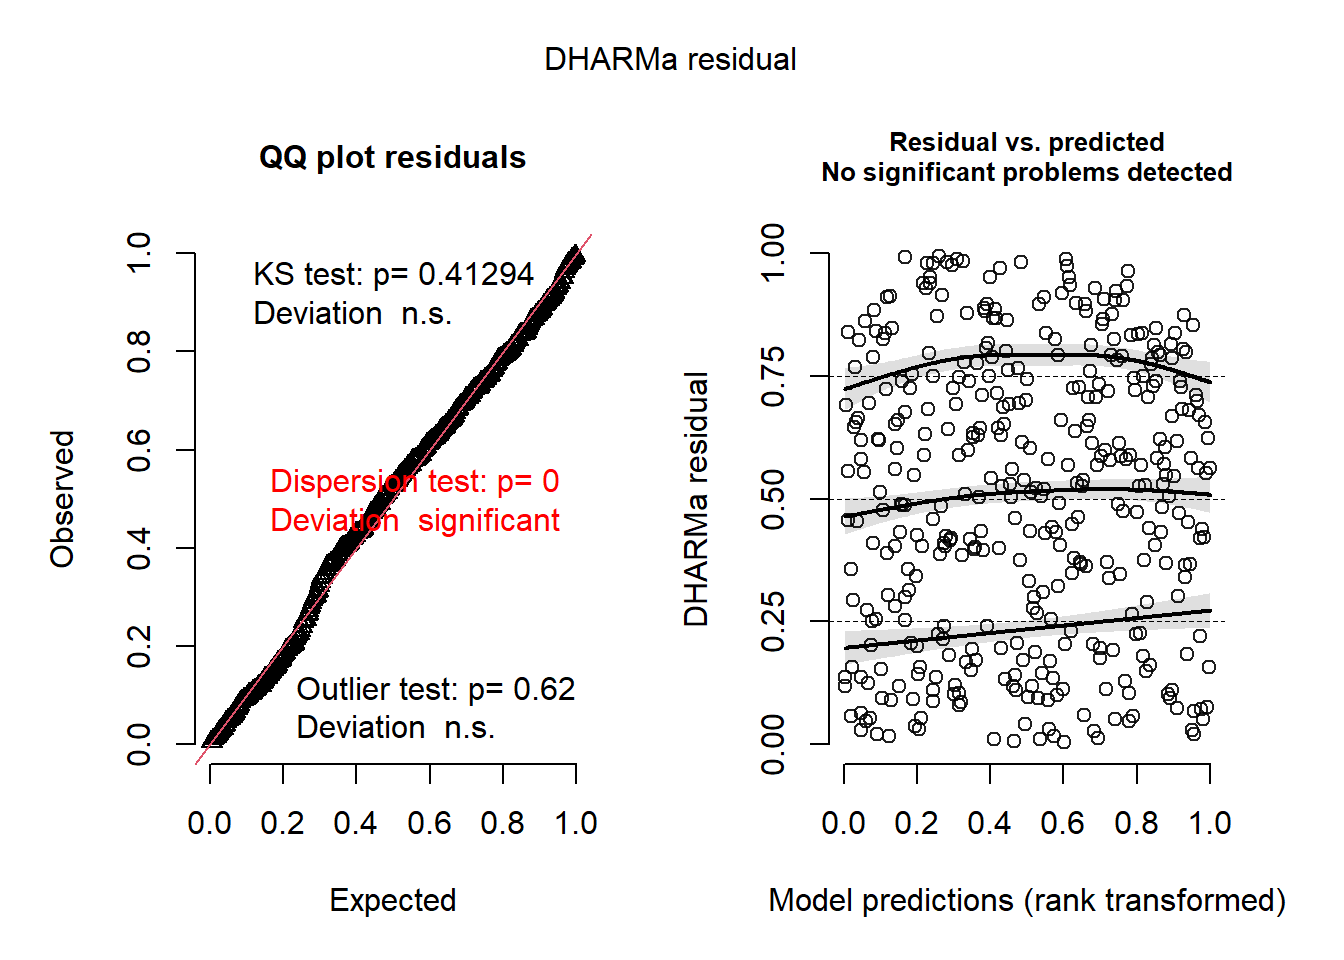 DHARMa residual
QQ plot residuals
KS test: p= 0.41294
Deviation  n.s.
Dispersion test: p= 0
Deviation  significant
Outlier test: p= 0.62
Deviation  n.s.
Observed
0.0 0.2 0.4 0.6 0.8 1.0
0.0 0.2 0.4 0.6 0.8 1.0
Expected
Residual vs. predicted
No significant problems detected
DHARMa residual
0.00 0.25 0.50 0.75 1.00
0.0 0.2 0.4 0.6 0.8 1.0
Model predictions (rank transformed)